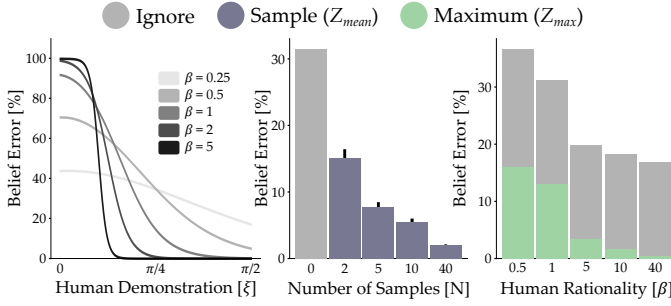 Ignore Sample (Z_mean) Maximum (Z_max)
Belief Error [%]
100
80
60
40
20
0
β = 0.25
β = 0.5
β = 1
β = 2
β = 5
0 π/4 π/2
Human Demonstration [ξ]
Belief Error [%]
30
20
10
0
0 2 5 10 40
Number of Samples [N]
Belief Error [%]
30
20
10
0
0.5 1 5 10 40
Human Rationality [β]